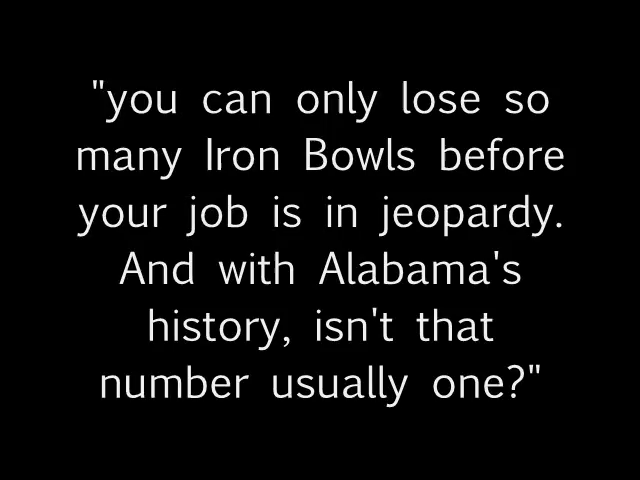 "you can only lose so
many Iron Bowls before
your job is in jeopardy.
And with Alabama's
history, isn't that
number usually one?"